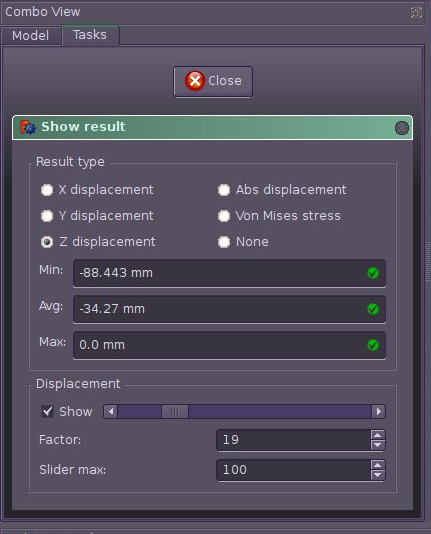 Combo View
Model Tasks
Close
Show result
Result type
X displacement Abs displacement
Y displacement Von Mises stress
Z displacement None
Min: -88.443 mm
Avg: -34.27 mm
Max: 0.0 mm
Displacement
Show
Factor: 19
Slider max: 100